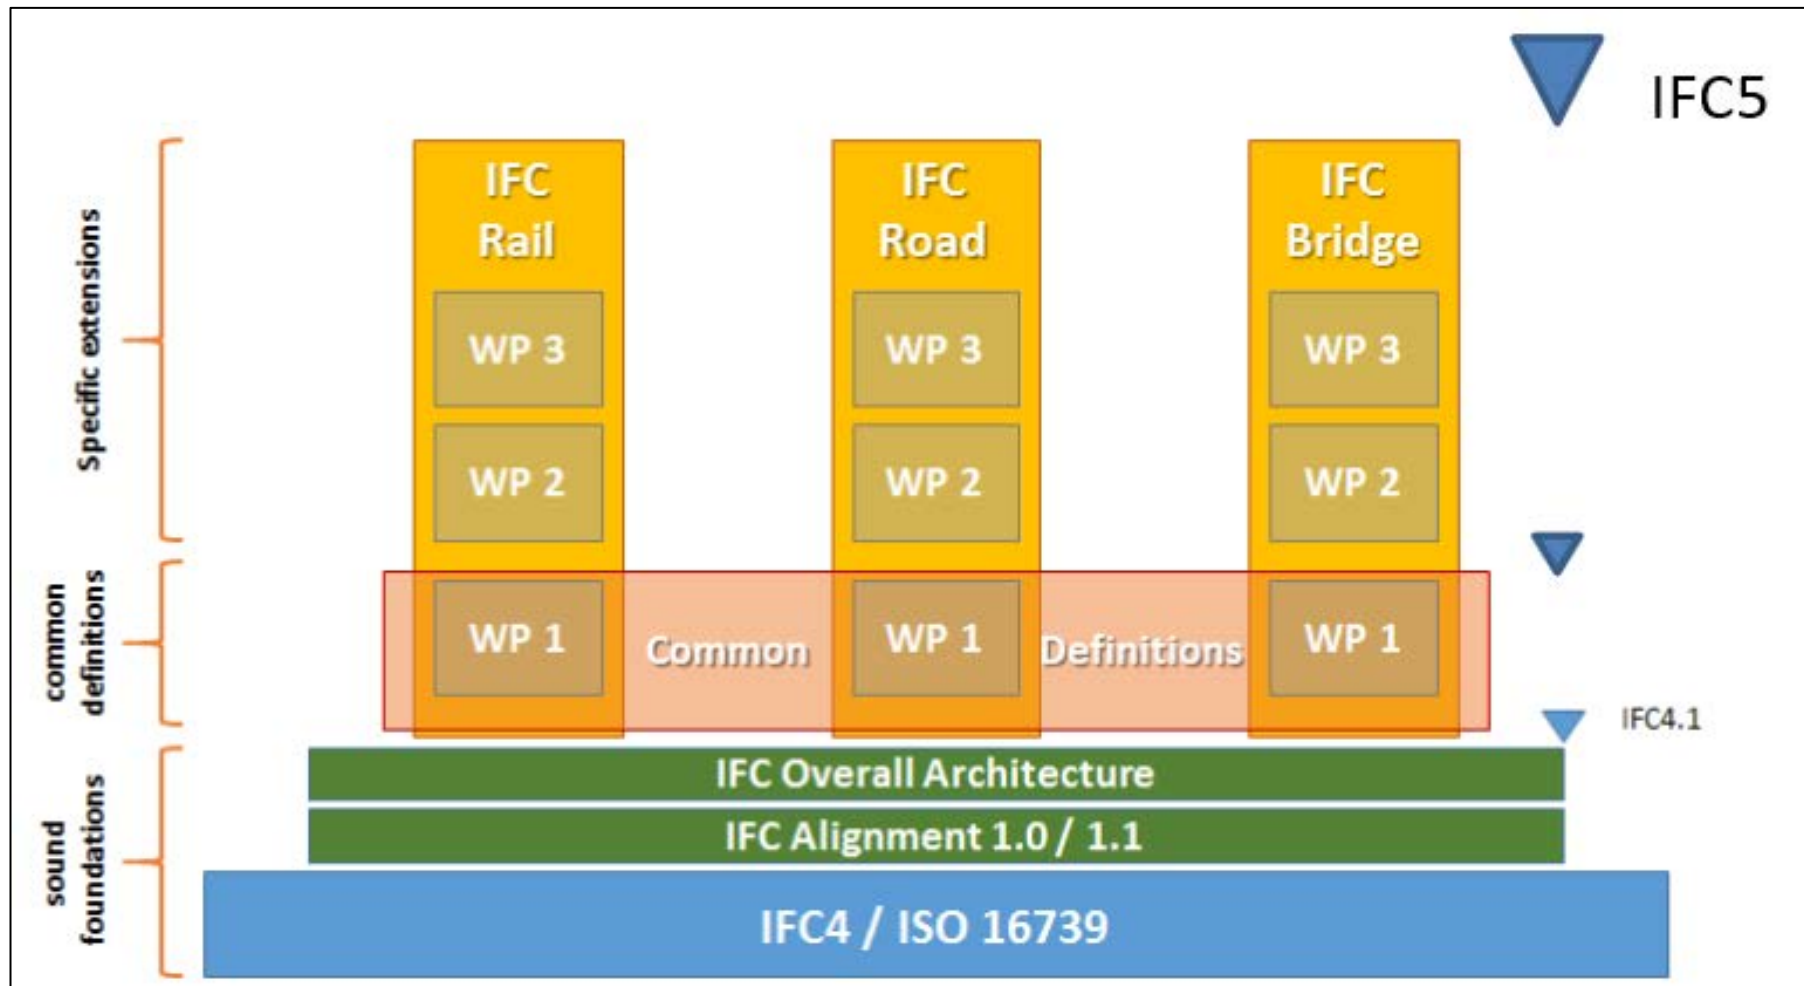 IFC5
Specific extensions
IFC
Rail
IFC
Road
IFC
Bridge
WP 3
WP 3
WP 3
WP 2
WP 2
WP 2
common
definitions
WP 1
Common
WP 1
Definitions
WP 1
IFC4.1
sound
foundations
IFC Overall Architecture
IFC Alignment 1.0 / 1.1
IFC4 / ISO 16739